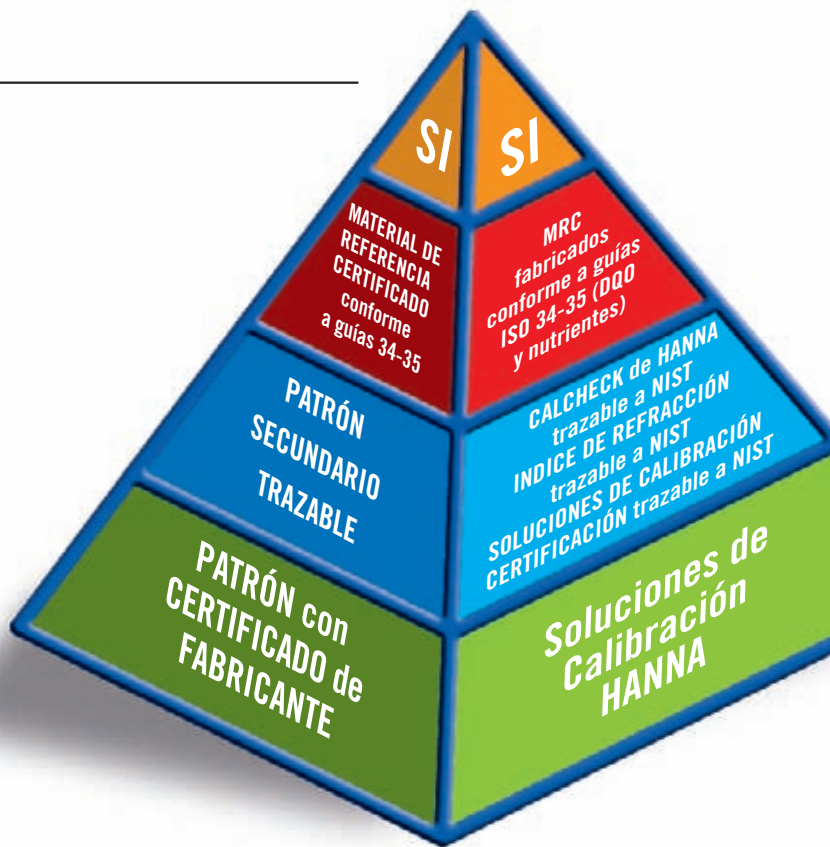 SI
SI
MATERIAL DE
REFERENCIA
CERTIFICADO
conforme
a guías 34-35
MRC
fabricados
conforme a guías
ISO 34-35 (DQO
y nutrientes)
PATRÓN
SECUNDARIO
TRAZABLE
CALCHECK de HANNA
trazable a NIST
INDICE DE REFRACCIÓN
trazable a NIST
SOLUCIONES DE CALIBRACIÓN
CERTIFICACIÓN trazable a NIST
PATRÓN con
CERTIFICADO de
FABRICANTE
Soluciones de
Calibración
HANNA